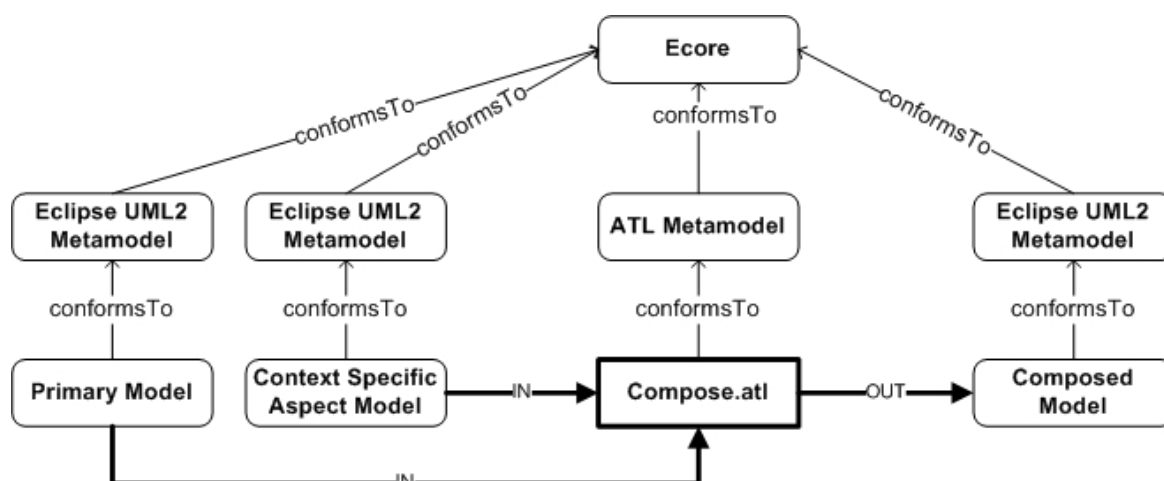 Ecore
conformsTo
conformsTo
conformsTo
conformsTo
Eclipse UML2
Metamodel
Eclipse UML2
Metamodel
ATL Metamodel
Eclipse UML2
Metamodel
conformsTo
conformsTo
conformsTo
conformsTo
Primary Model
Context Specific
Aspect Model
IN
Compose.atl
OUT
Composed
Model
IN